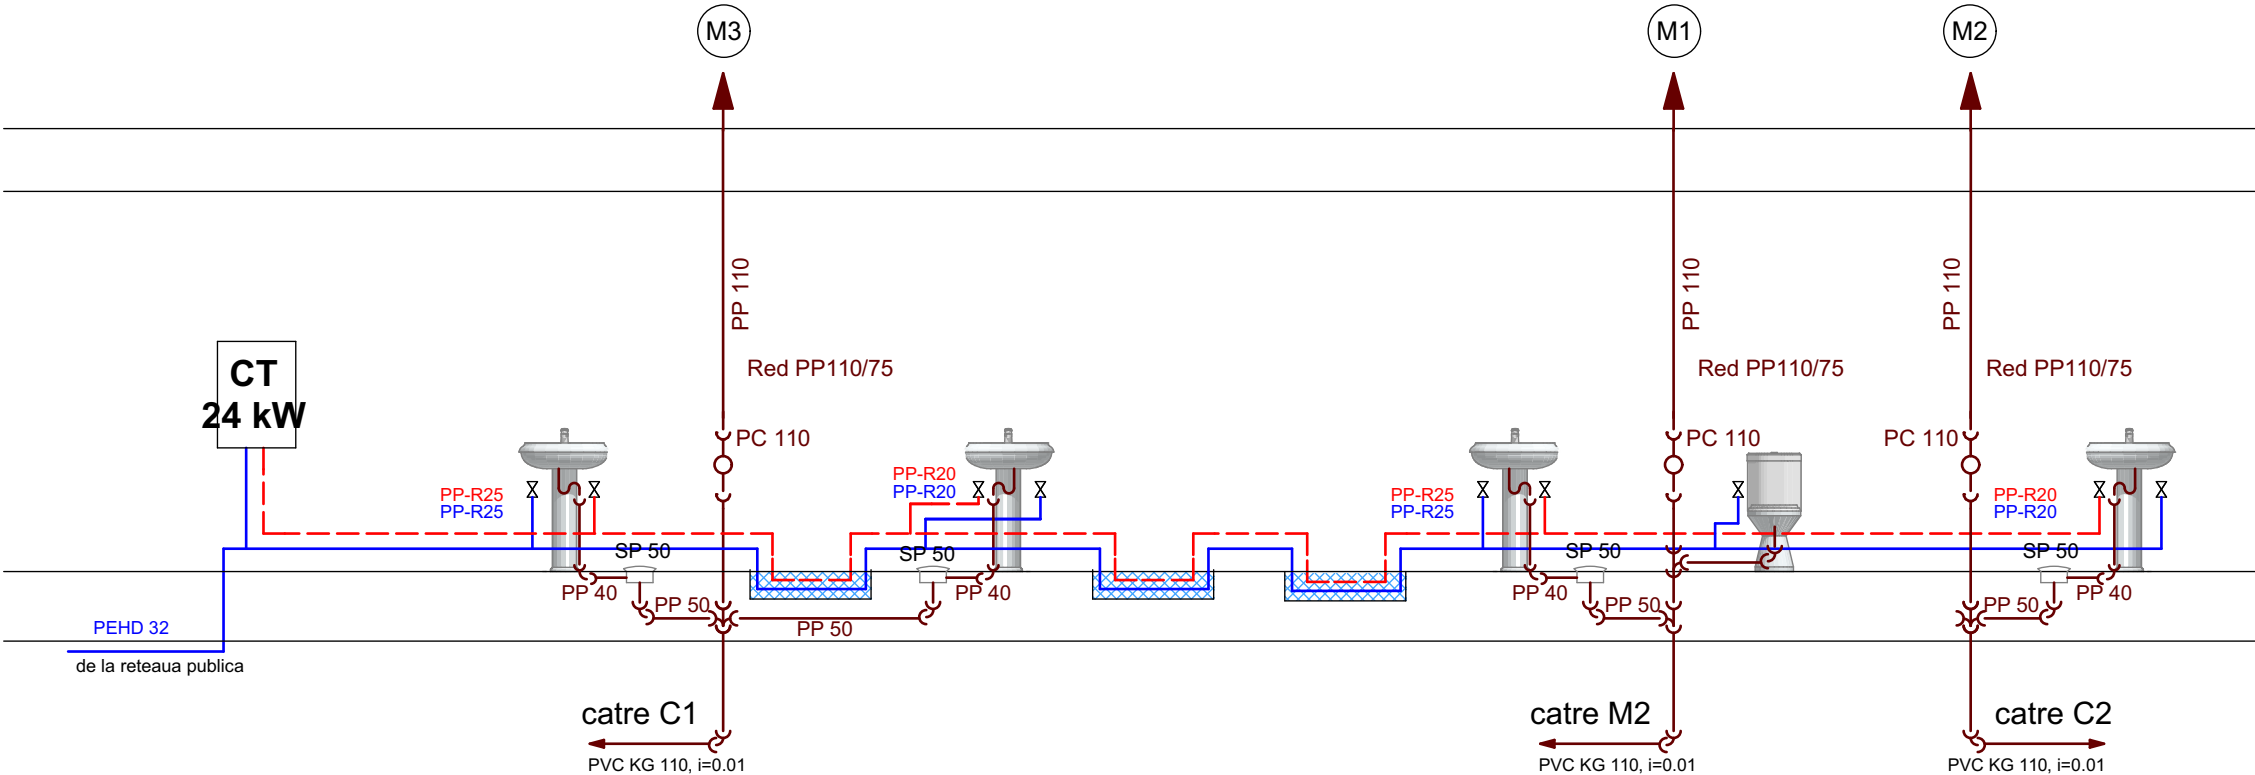 M3
M1
M2
PP 110
PP 110
PP 110
Red PP110/75
Red PP110/75
Red PP110/75
CT
24 kW
PC 110
PC 110
PC 110
PP-R25
PP-R25
PP-R20
PP-R20
PP-R25
PP-R25
PP-R20
PP-R20
SP 50
SP 50
SP 50
SP 50
PP 40
PP 40
PP 40
PP 40
PP 50
PP 50
PP 50
PP 50
PEHD 32
de la reteaua publica
catre C1
catre M2
catre C2
PVC KG 110, i=0.01
PVC KG 110, i=0.01
PVC KG 110, i=0.01